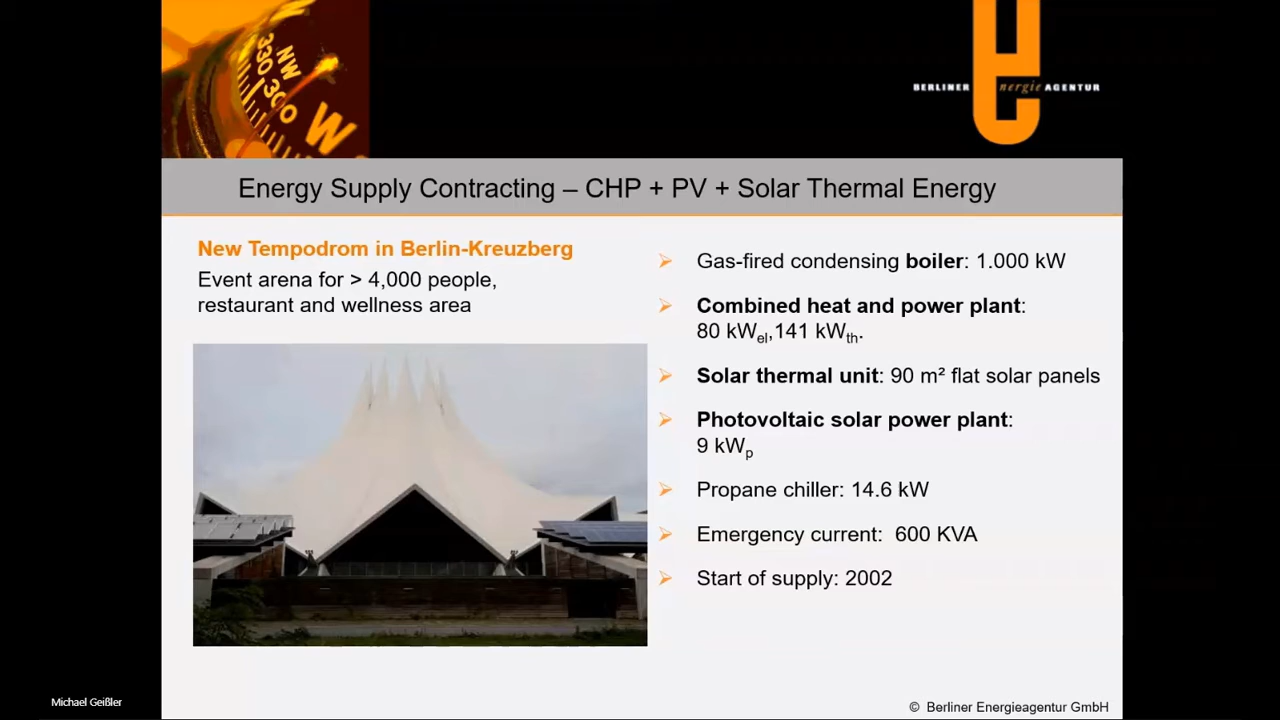 330 300
NW
W
BERLINER energie AGENTUR
Energy Supply Contracting – CHP + PV + Solar Thermal Energy
New Tempodrom in Berlin-Kreuzberg
Event arena for > 4,000 people,
restaurant and wellness area
Gas-fired condensing boiler: 1.000 kW
Combined heat and power plant:
80 kWel,141 kWth.
Solar thermal unit: 90 m² flat solar panels
Photovoltaic solar power plant:
9 kWp
Propane chiller: 14.6 kW
Emergency current: 600 KVA
Start of supply: 2002
Michael Geißler
© Berliner Energieagentur GmbH